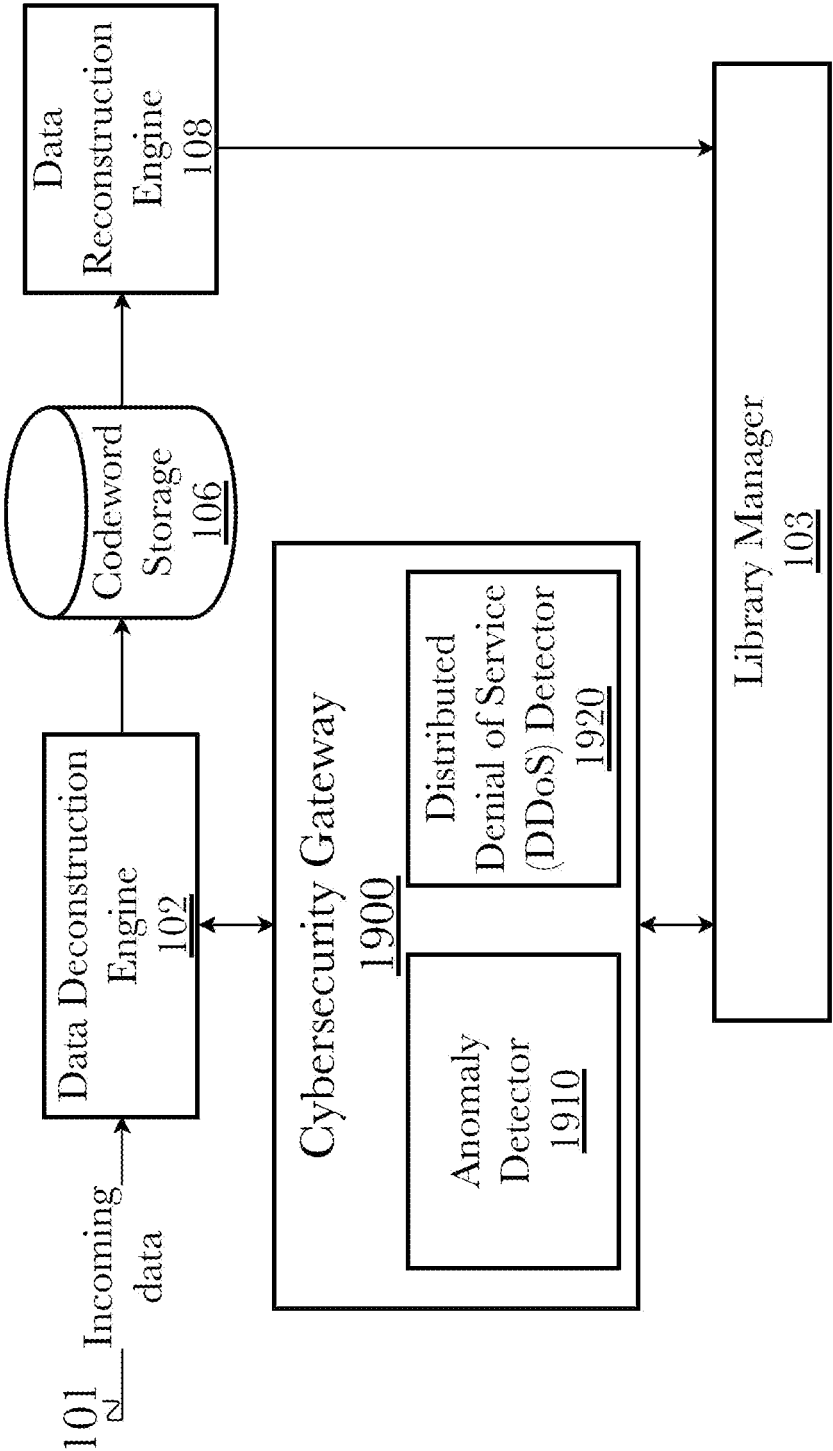 101
Incoming
data
Data Deconstruction
Engine
102
Codeword
Storage
106
Data
Reconstruction
Engine
108
Cybersecurity Gateway
1900
Anomaly
Detector
1910
Distributed
Denial of Service
(DDoS) Detector
1920
Library Manager
103